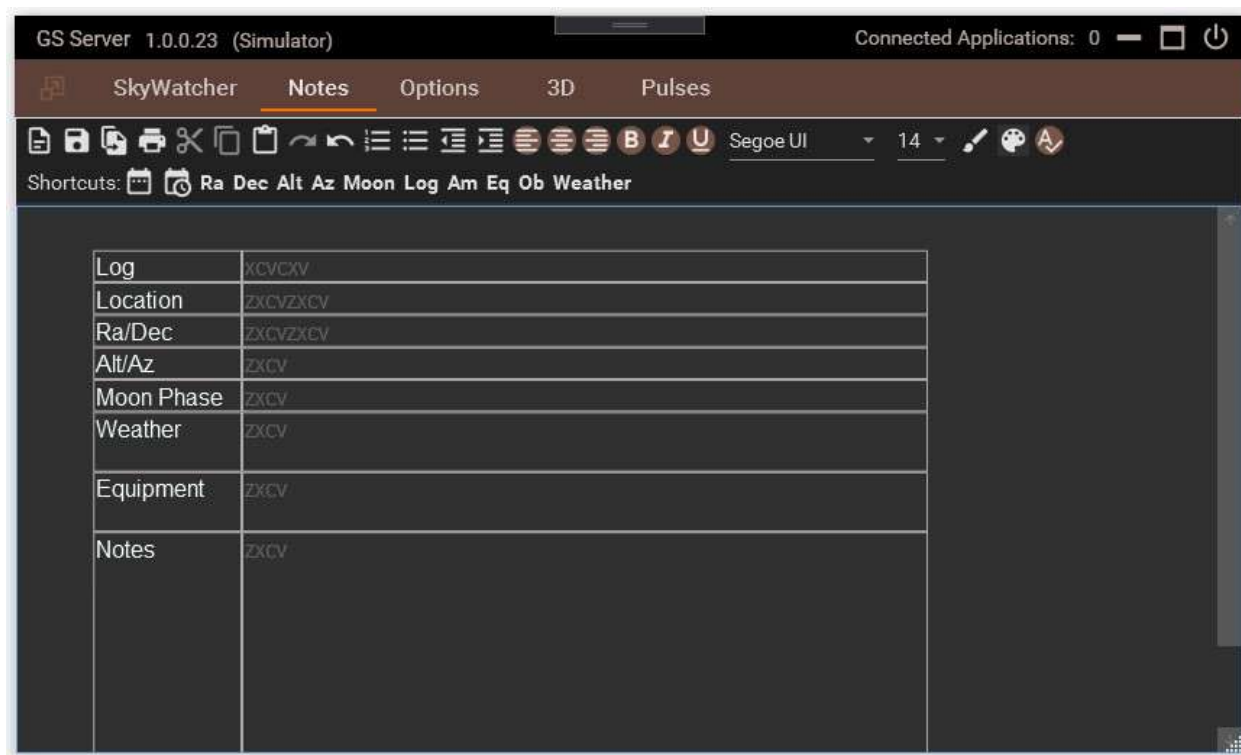 GS Server 1.0.0.23 (Simulator) Connected Applications: 0
SkyWatcher Notes Options 3D Pulses
B I U Segoe UI 14 A
Shortcuts: Ra Dec Alt Az Moon Log Am Eq Ob Weather
Log xcvcxv
Location zxcvzxcv
Ra/Dec zxcvzxcv
Alt/Az zxcv
Moon Phase zxcv
Weather zxcv
Equipment zxcv
Notes zxcv